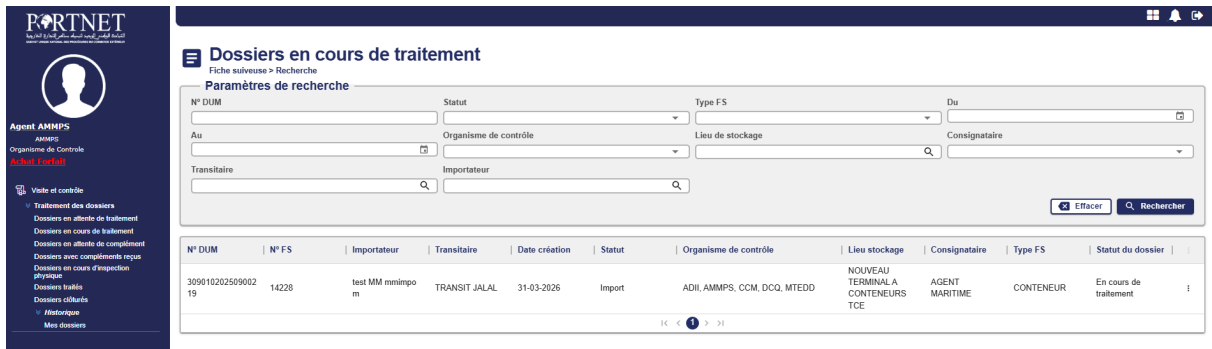 PORTNET
Dossiers en cours de traitement
Fiche suiveuse > Recherche
Agent AMMPS
AMMPS
Organisme de Controle
Achat Forfait
Visite et contrôle
Traitement des dossiers
Dossiers en attente de traitement
Dossiers en cours de traitement
Dossiers en attente de complément
Dossiers avec compléments reçus
Dossiers en cours d'inspection
physique
Dossiers traités
Dossiers clôturés
Historique
Mes dossiers
Paramètres de recherche
N° DUM Statut Type FS Du
Au Organisme de contrôle Lieu de stockage Consignataire
Transitaire Importateur
Effacer Rechercher
N° DUM N° FS Importateur Transitaire Date création Statut Organisme de contrôle Lieu stockage Consignataire Type FS Statut du dossier
309010202509002
19
14228
test MM mmimpo
m
TRANSIT JALAL
31-03-2026
Import
ADII, AMMPS, CCM, DCQ, MTEDD
NOUVEAU
TERMINAL A
CONTENEURS
TCE
AGENT
MARITIME
CONTENEUR
En cours de
traitement
1